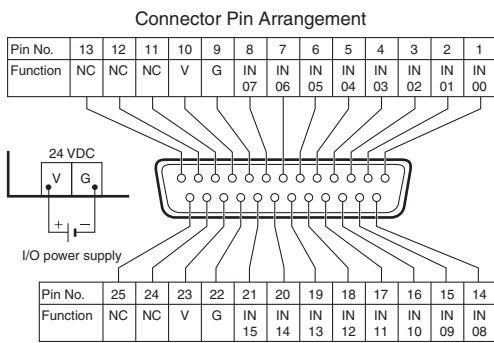 Connector Pin Arrangement
Pin No. 13 12 11 10 9 8 7 6 5 4 3 2 1
Function NC NC NC V G IN 07 IN 06 IN 05 IN 04 IN 03 IN 02 IN 01 IN 00
24 VDC
V G
+ −
I/O power supply
Pin No. 25 24 23 22 21 20 19 18 17 16 15 14
Function NC NC V G IN 15 IN 14 IN 13 IN 12 IN 11 IN 10 IN 09 IN 08